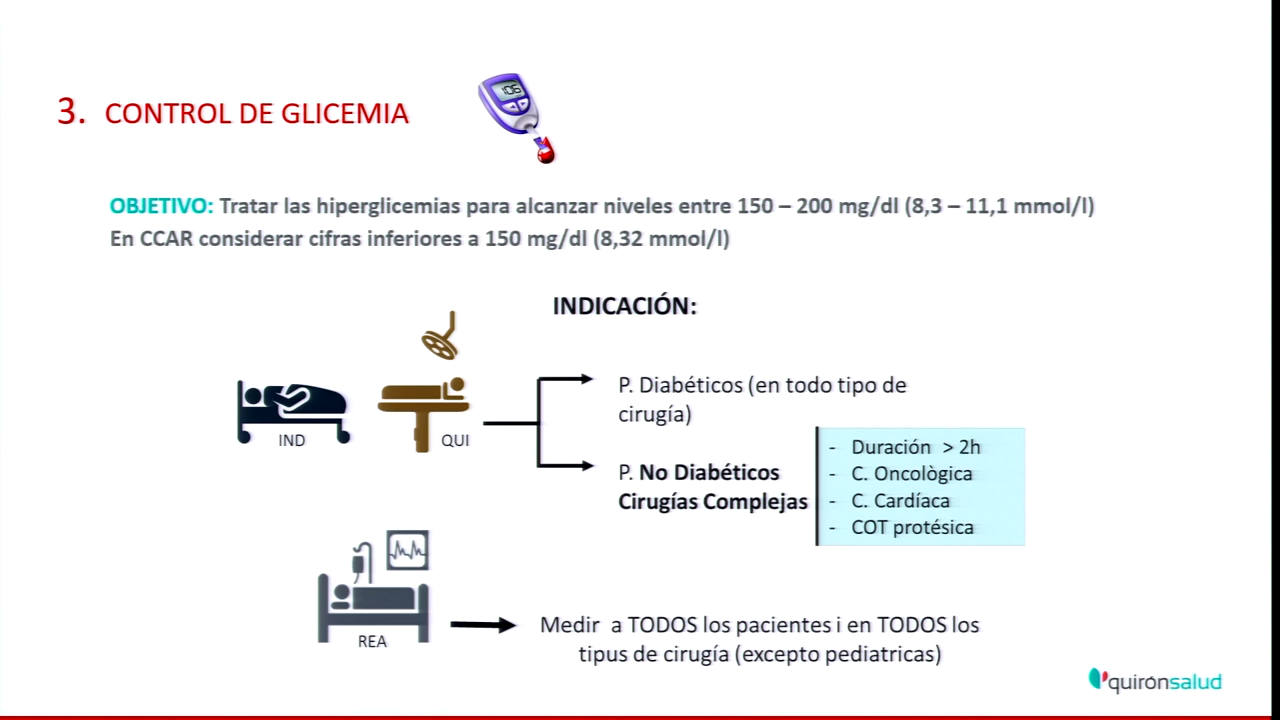 106
3. CONTROL DE GLICEMIA
OBJETIVO: Tratar las hiperglicemias para alcanzar niveles entre 150 – 200 mg/dl (8,3 – 11,1 mmol/l)
En CCAR considerar cifras inferiores a 150 mg/dl (8,32 mmol/l)
INDICACIÓN:
IND
QUI
P. Diabéticos (en todo tipo de
cirugía)
P. No Diabéticos
Cirugías Complejas
- Duración > 2h
- C. Oncològica
- C. Cardíaca
- COT protésica
REA
Medir a TODOS los pacientes i en TODOS los
tipus de cirugía (excepto pediatricas)
quirónsalud